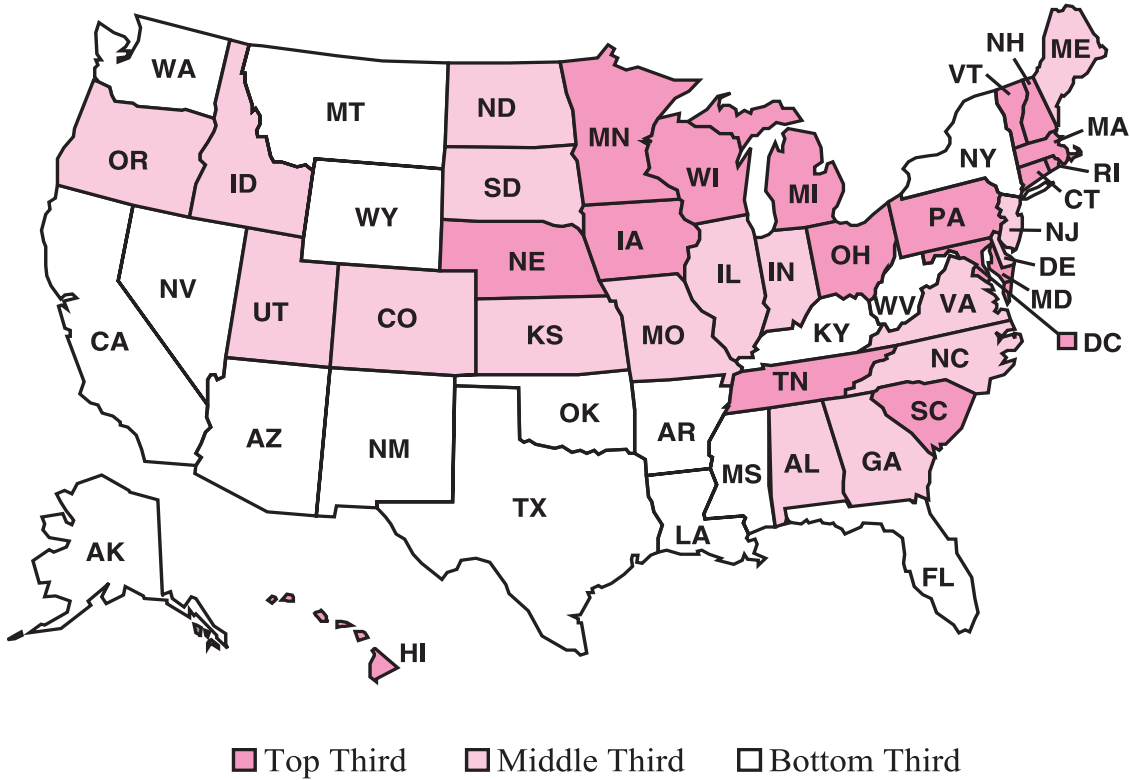 NH
ME
VT
WA
MT
ND
MN
MA
OR
NY
ID
SD
WI
MI
RI
CT
WY
PA
IA
NJ
NE
OH
DE
IL
IN
MD
NV
UT
CO
WV
VA
CA
KS
MO
KY
DC
NC
TN
SC
OK
AR
AZ
NM
MS
AL
GA
TX
LA
AK
FL
HI
Top Third
Middle Third
Bottom Third